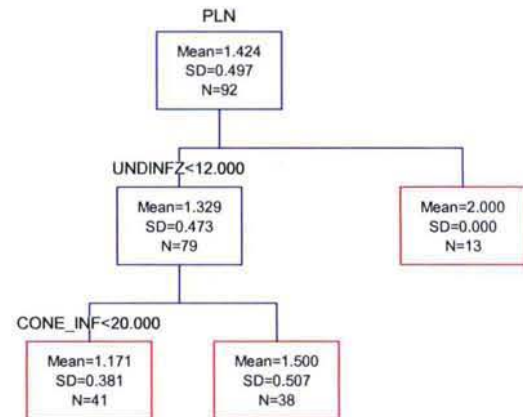 PLN
Mean=1.424
SD=0.497
N=92
UNDINFZ<12.000
Mean=1.329
SD=0.473
N=79
Mean=2.000
SD=0.000
N=13
CONE_INF<20.000
Mean=1.171
SD=0.381
N=41
Mean=1.500
SD=0.507
N=38